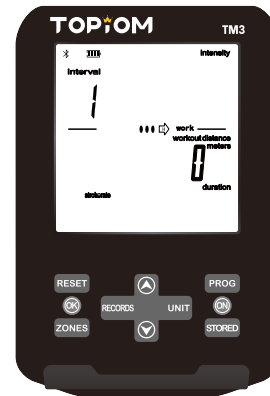 TOPIOM
TM3
Intensity
Interval
1
work
workout distance
meters
0
duration
strokerate
RESET
PROG
OK
RECORDS
UNIT
ON
ZONES
STORED